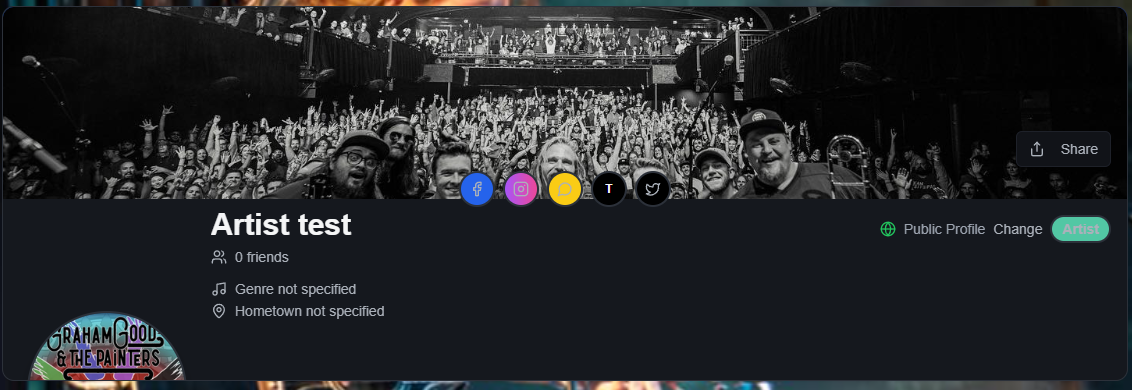 Share
T
Artist test
Public Profile Change Artist
0 friends
Genre not specified
Hometown not specified
GRAHAM GOOD
& THE PAINTERS